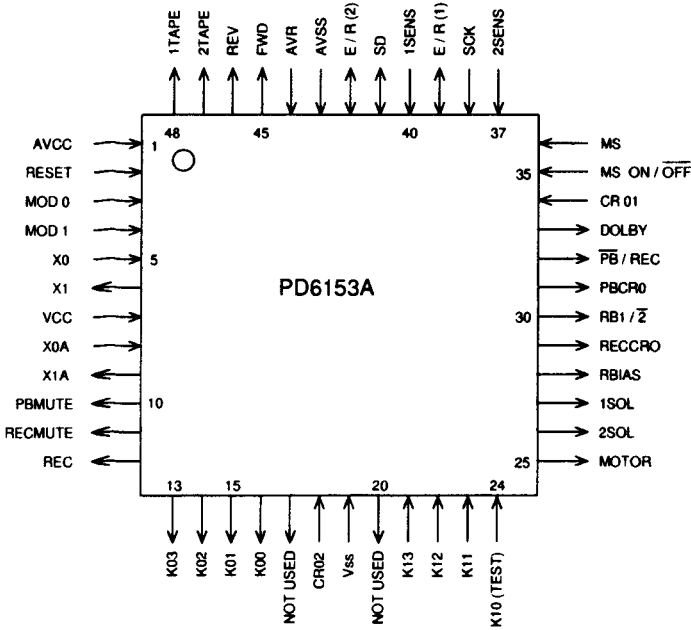 1TAPE
2TAPE
REV
FWD
AVR
AVSS
E / R (2)
SD
1SENS
E / R (1)
SCK
2SENS
48
45
40
37
AVCC
RESET
MOD 0
MOD 1
X0
X1
VCC
X0A
X1A
PBMUTE
RECMUTE
REC
1
5
10
PD6153A
35
30
25
MS
MS ON / OFF
CR 01
DOLBY
PB / REC
PBCR0
RB1 / 2
RECCRO
RBIAS
1SOL
2SOL
MOTOR
13
15
20
24
K03
K02
K01
K00
NOT USED
CR02
Vss
NOT USED
K13
K12
K11
K10 (TEST)